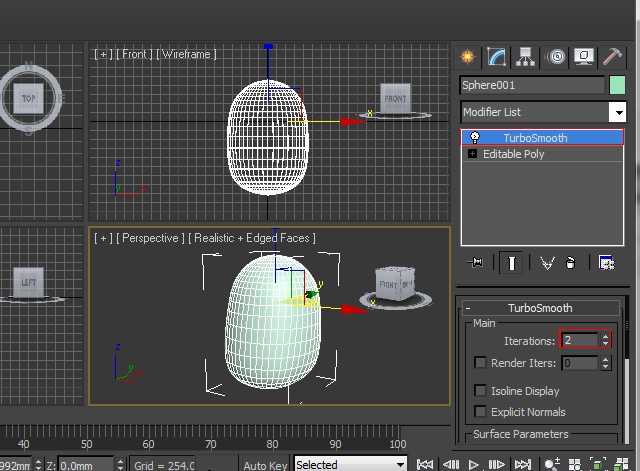 [ + ] [ Front ] [ Wireframe ]
N
TOP
E
S
FRONT
x
z
y x
Sphere001
Modifier List
TurboSmooth
Editable Poly
[ + ] [ Perspective ] [ Realistic + Edged Faces ]
LEFT
FRONT
y
x
z
y
x
- TurboSmooth
Main
Iterations: 2
Render Iters: 0
Isoline Display
Explicit Normals
Surface Parameters
40 50 60 70 80 90 100
992mm Z: 0.0mm Grid = 254.0 Auto Key Selected